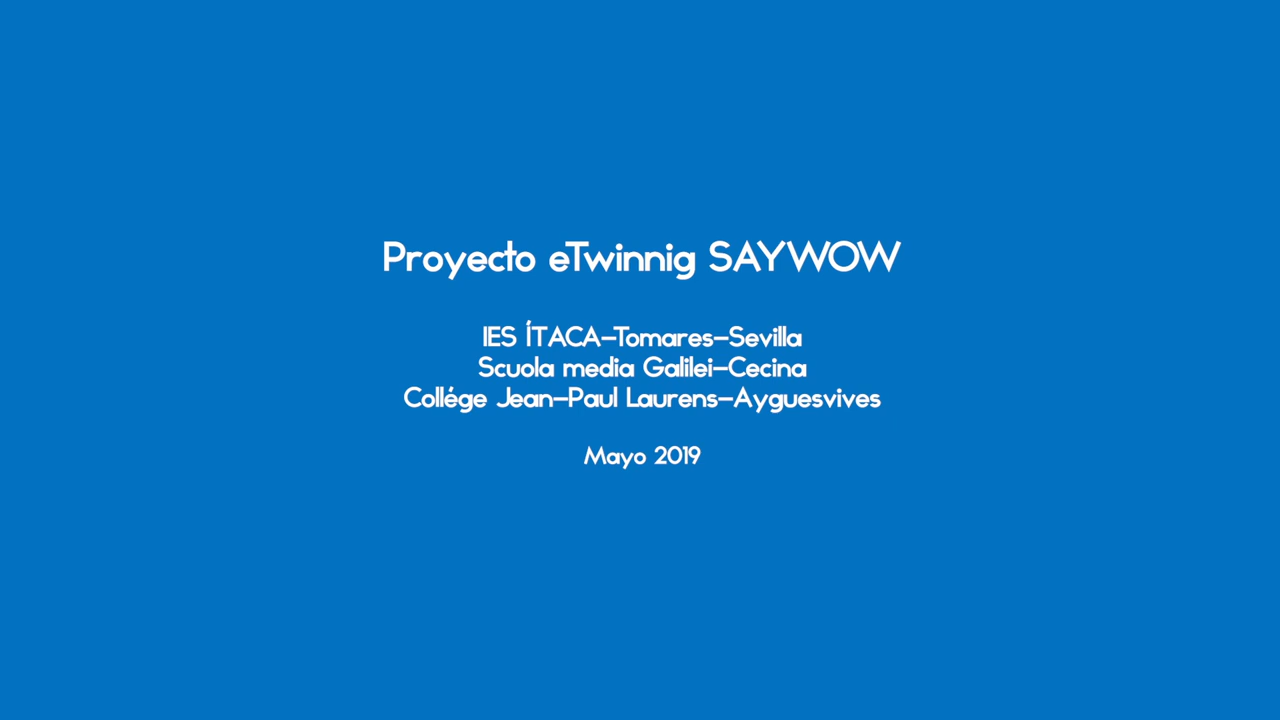 Proyecto eTwinnig SAYWOW
IES ÍTACA-Tomares-Sevilla
Scuola media Galilei-Cecina
Collége Jean-Paul Laurens-Ayguesvives
Mayo 2019